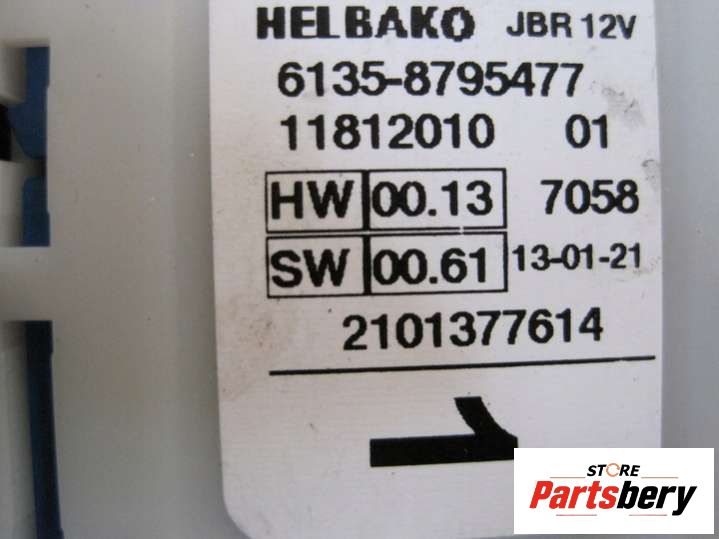 HELBAKO JBR 12V
6135-8795477
11812010 01
HW 00.13 7058
SW 00.61 13-01-21
2101377614
1
STORE
Partsbery